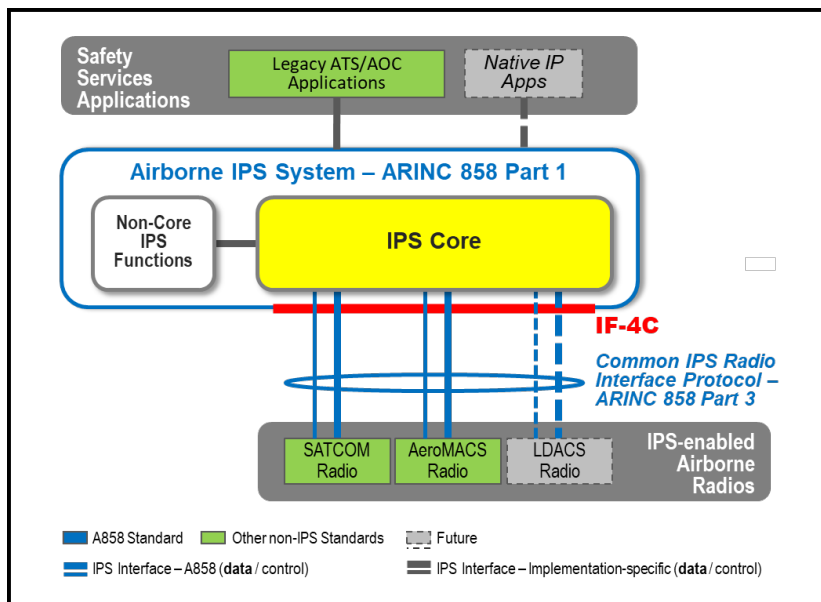 Safety
Services
Applications
Legacy ATS/AOC
Applications
Native IP
Apps
Airborne IPS System – ARINC 858 Part 1
Non-Core
IPS
Functions
IPS Core
IF-4C
Common IPS Radio
Interface Protocol –
ARINC 858 Part 3
SATCOM
Radio
AeroMACS
Radio
LDACS
Radio
IPS-enabled
Airborne
Radios
A858 Standard
Other non-IPS Standards
Future
IPS Interface – A858 (data / control)
IPS Interface – Implementation-specific (data / control)